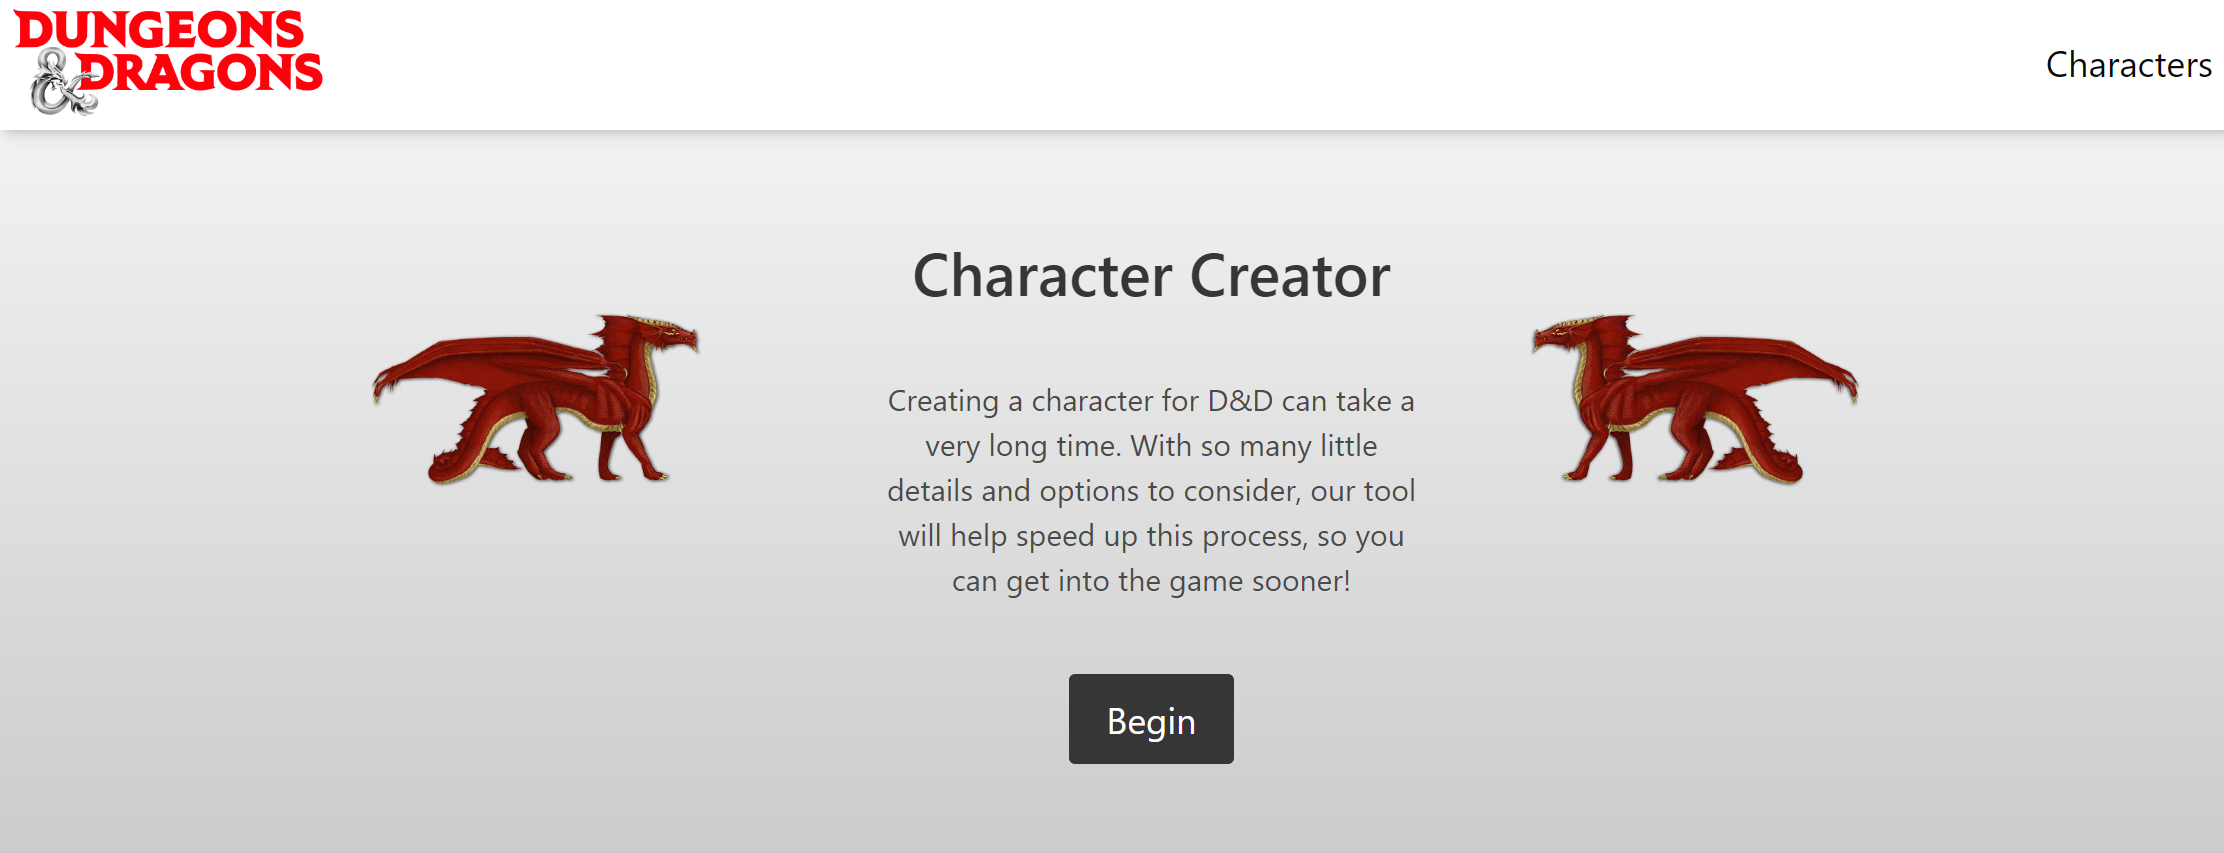 DUNGEONS
& DRAGONS
Characters
Character Creator
Creating a character for D&D can take a
very long time. With so many little
details and options to consider, our tool
will help speed up this process, so you
can get into the game sooner!
Begin